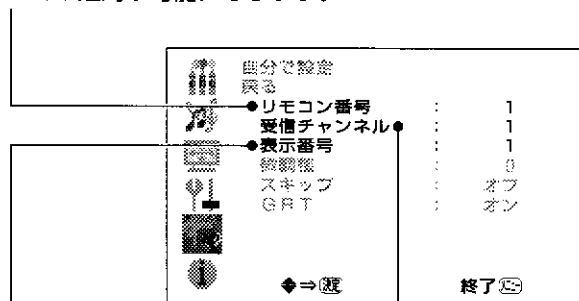 自分で設定
戻る
リモコン番号 : 1
受信チャンネル : 1
表示番号 : 1
微調整 : 0
スキップ : オフ
GRT : オン
⇒決定 終了